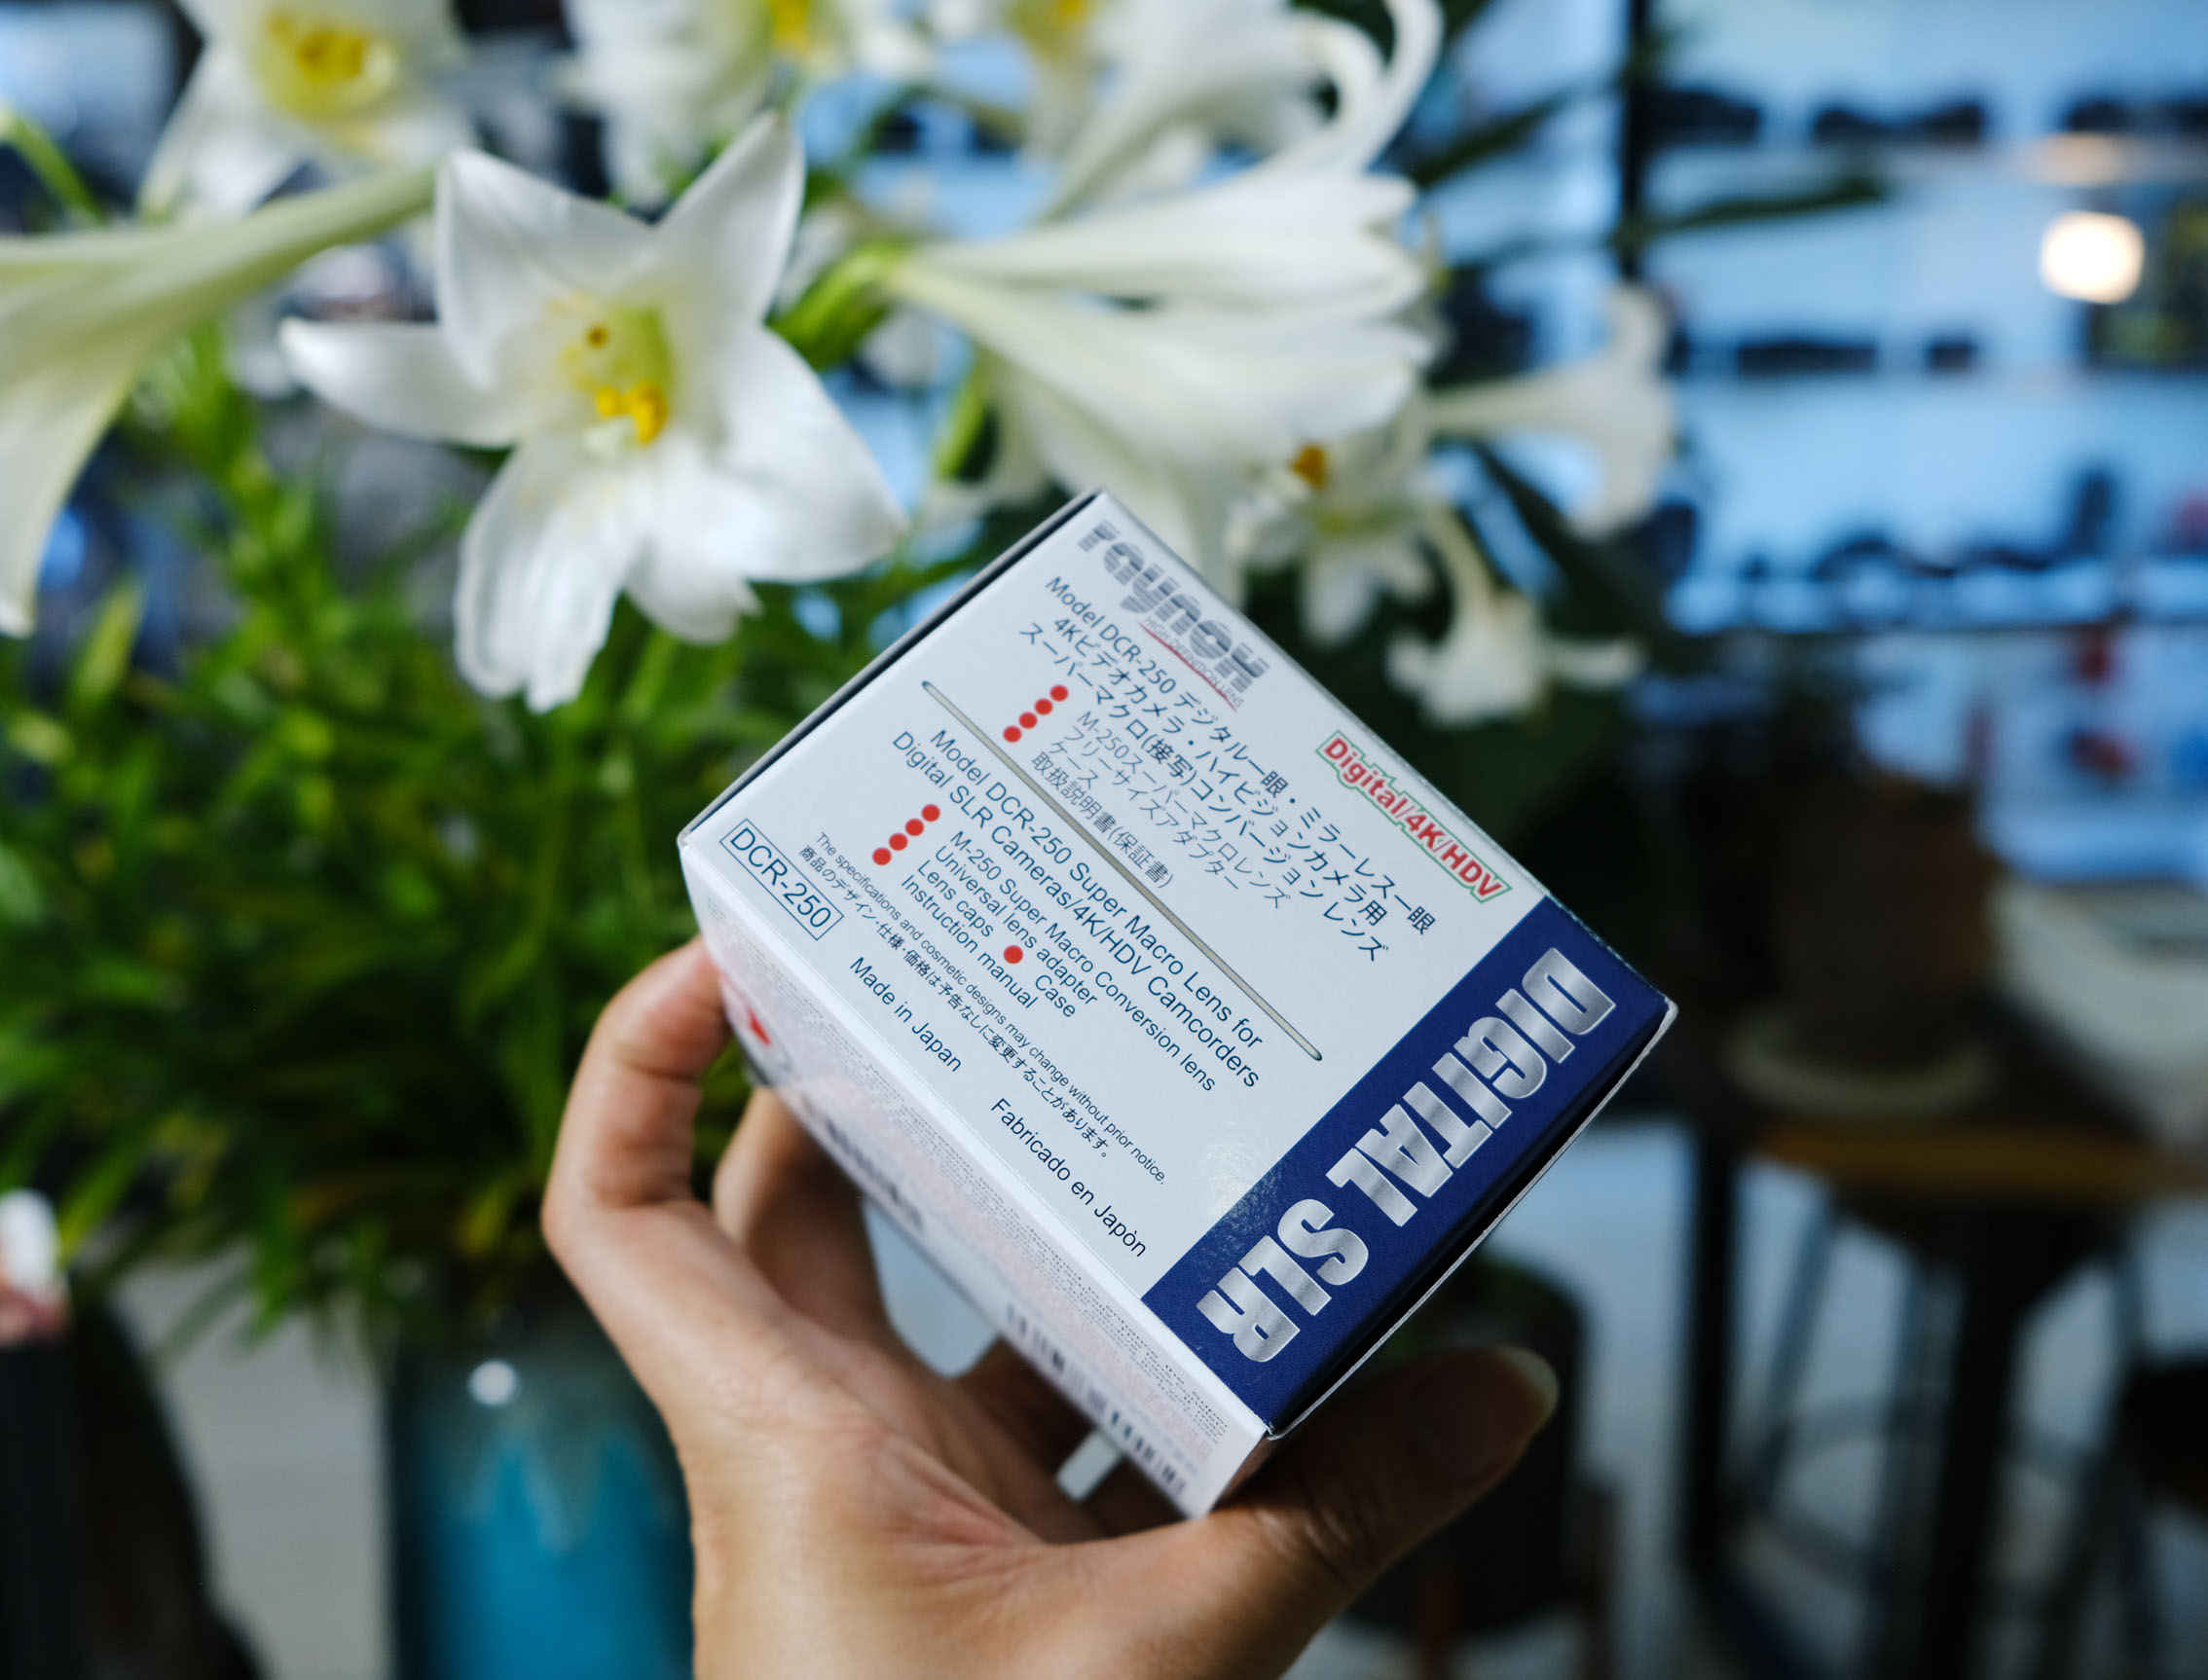 raynox
HIGH DEFINITION LENS
Digital/4K/HDV
Model DCR-250 デジタル一眼・ミラーレス一眼
4Kビデオカメラ・ハイビジョンカメラ用
スーパーマクロ(接写)コンバージョン レンズ
M-250スーパーマクロレンズ
フリーサイズアダプター
ケース
取扱説明書(保証書)
Model DCR-250 Super Macro Lens for
Digital SLR Cameras/4K/HDV Camcorders
M-250 Super Macro Conversion lens
Universal lens adapter
Lens caps ● Case
Instruction manual
The specifications and cosmetic designs may change without prior notice.
商品のデザイン・仕様・価格は予告なしに変更することがあります。
DCR-250
Made in Japan
Fabricado en Japòn
DIGITAL SLR